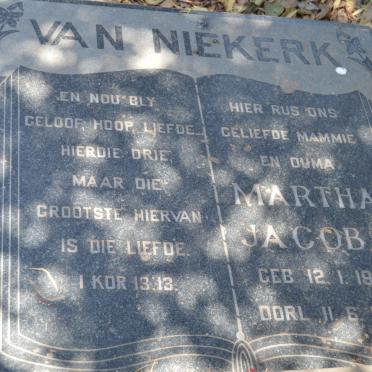 VAN NIEKERK
EN NOU BLY
GELOOF, HOOP, LIEFDE...
HIERDIE DRIE,
MAAR DIE
GROOTSTE HIERVAN
IS DIE LIEFDE.
1 KOR 13.13.
HIER RUS ONS
GELIEFDE MAMMIE
EN OUMA
MARTHA
JACOB
GEB 12.1.19
OORL 11.6.